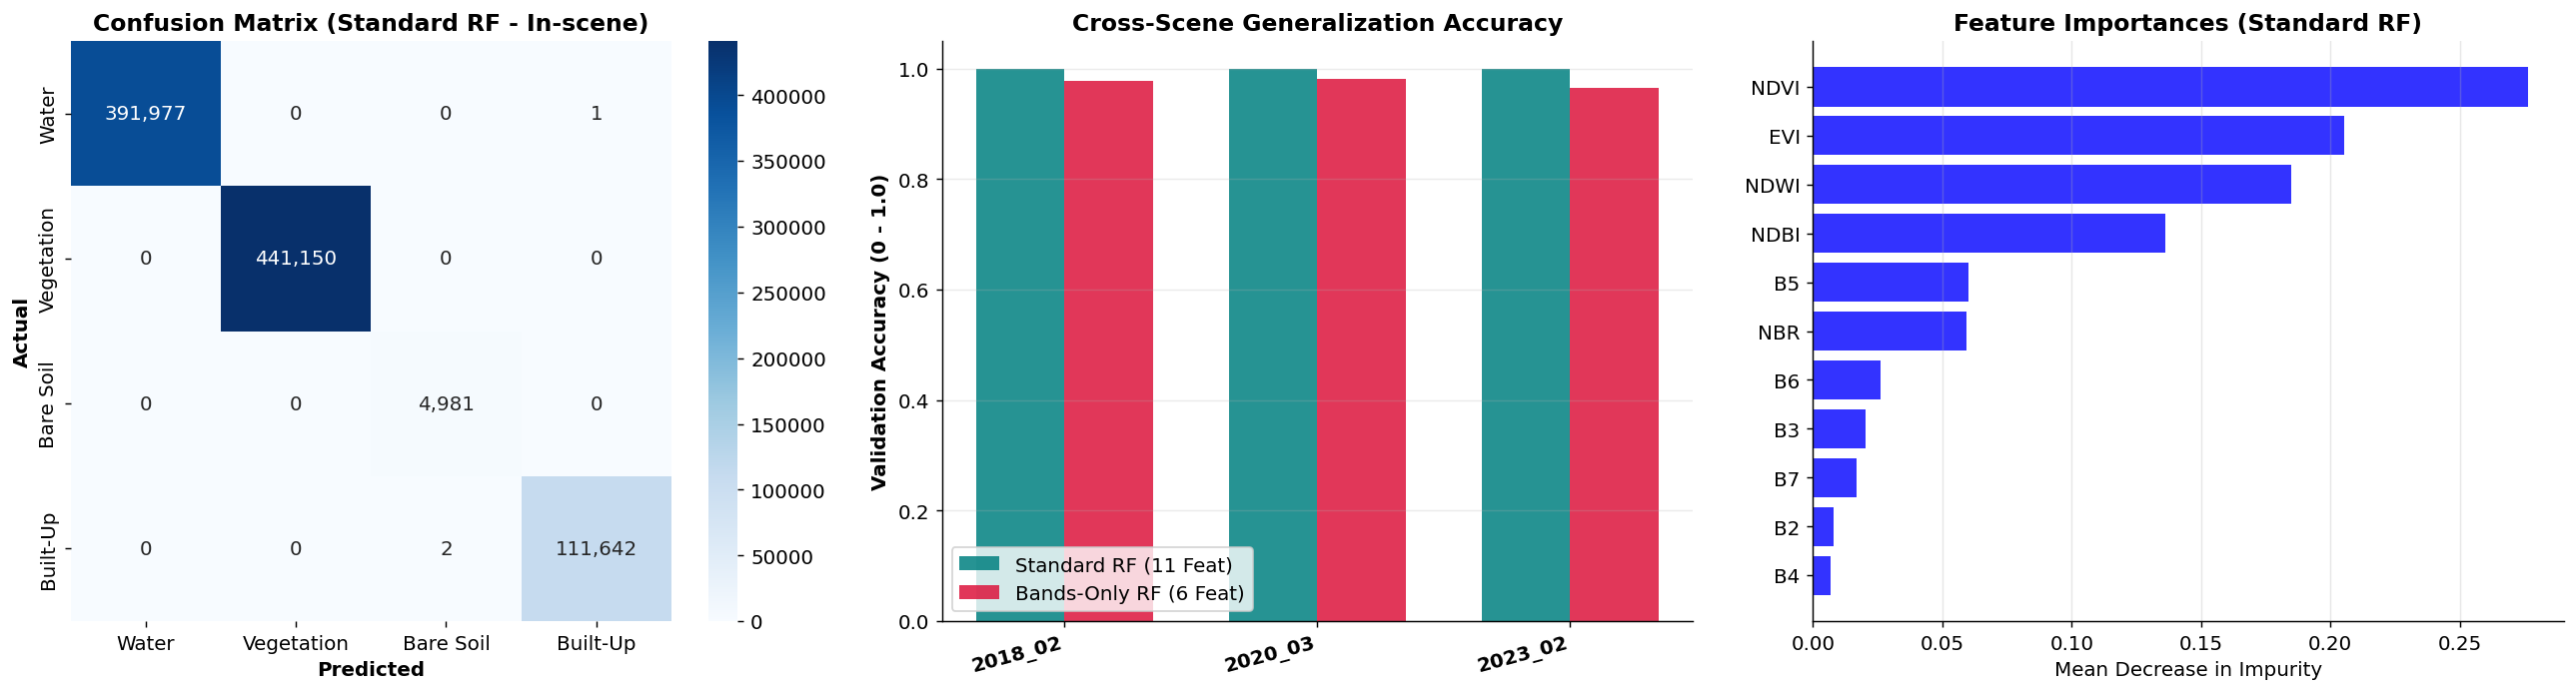 Confusion Matrix (Standard RF - In-scene)
Actual
Water
Vegetation
Bare Soil
Built-Up
391,977 0 0 1
0 441,150 0 0
0 0 4,981 0
0 0 2 111,642
Water Vegetation Bare Soil Built-Up
Predicted
400000
350000
300000
250000
200000
150000
100000
50000
0
Cross-Scene Generalization Accuracy
Validation Accuracy (0 - 1.0)
1.0
0.8
0.6
0.4
0.2
0.0
Standard RF (11 Feat)
Bands-Only RF (6 Feat)
2018_02 2020_03 2023_02
Feature Importances (Standard RF)
NDVI
EVI
NDWI
NDBI
B5
NBR
B6
B3
B7
B2
B4
0.00 0.05 0.10 0.15 0.20 0.25
Mean Decrease in Impurity